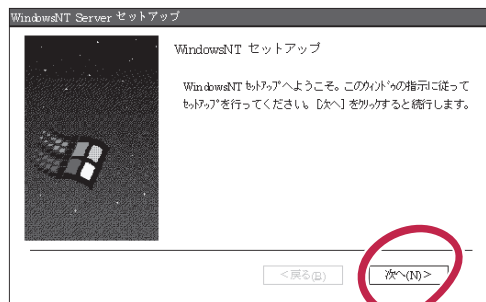 WindowsNT Server セットアップ
WindowsNT セットアップ
WindowsNT ｾｯﾄｱｯﾌﾟへようこそ。このｳｨﾝﾄﾞｳの指示に従って
ｾｯﾄｱｯﾌﾟを行ってください。[次へ] をｸﾘｯｸすると続行します。
<戻る(B)
次へ(N)>